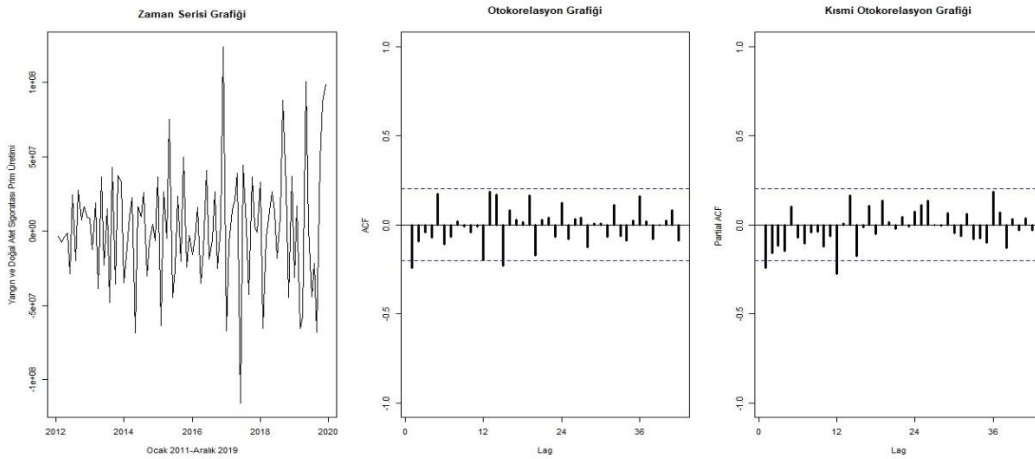 Zaman Serisi Grafiği
Yangın ve Doğal Afet Sigortatası Prim Üretimi
1e+08
5e+07
0e+00
-5e+07
-1e+08
2012
2014
2016
2018
2020
Ocak 2011-Aralık 2019
Otokorelasyon Grafiği
ACF
1.0
0.5
0.0
-0.5
-1.0
0
12
24
36
Lag
Kısmi Otokorelasyon Grafiği
Partial ACF
1.0
0.5
0.0
-0.5
-1.0
0
12
24
36
Lag